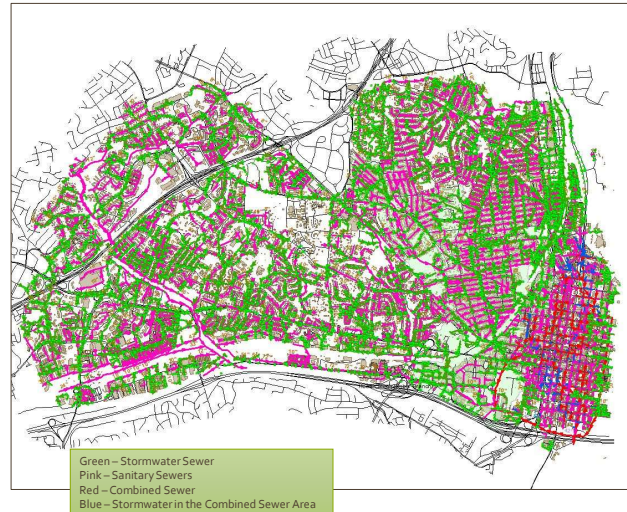 Green – Stormwater Sewer
Pink – Sanitary Sewers
Red – Combined Sewer
Blue – Stormwater in the Combined Sewer Area